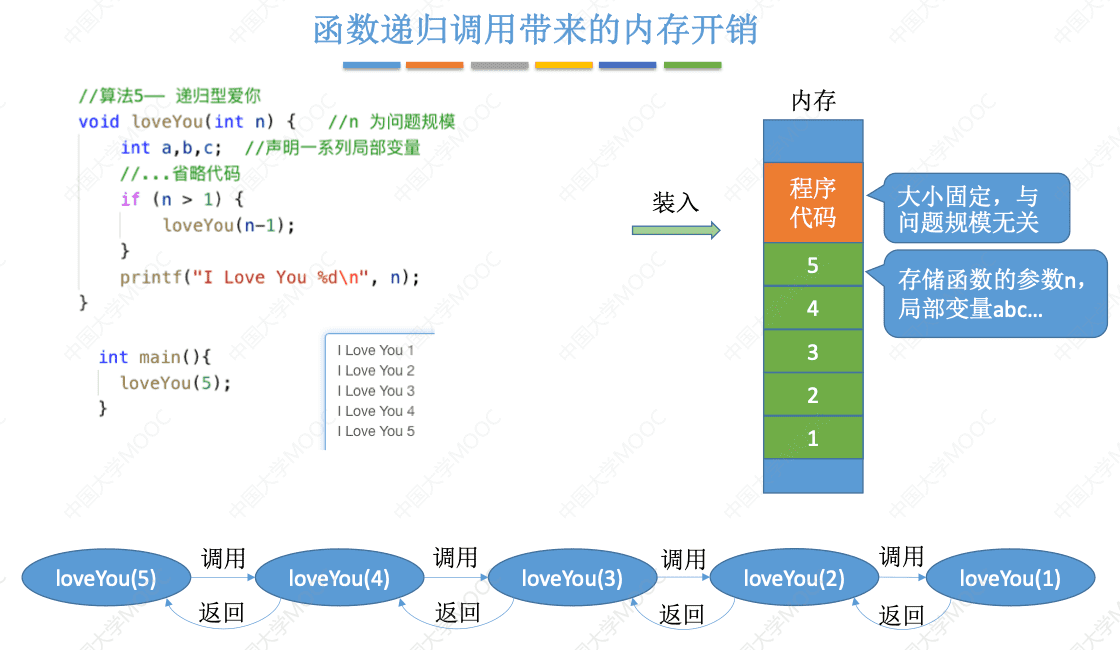 函数递归调用带来的内存开销
//算法5—— 递归型爱你
void loveYou(int n) { //n 为问题规模
int a,b,c; //声明一系列局部变量
//...省略代码
if (n > 1) {
loveYou(n-1);
}
printf("I Love You %d\n", n);
}
int main(){
loveYou(5);
}
I Love You 1
I Love You 2
I Love You 3
I Love You 4
I Love You 5
装入
内存
程序
代码
5
4
3
2
1
大小固定，与
问题规模无关
存储函数的参数n，
局部变量abc…
loveYou(5)
调用
返回
loveYou(4)
调用
返回
loveYou(3)
调用
返回
loveYou(2)
调用
返回
loveYou(1)
中国大学MOOC